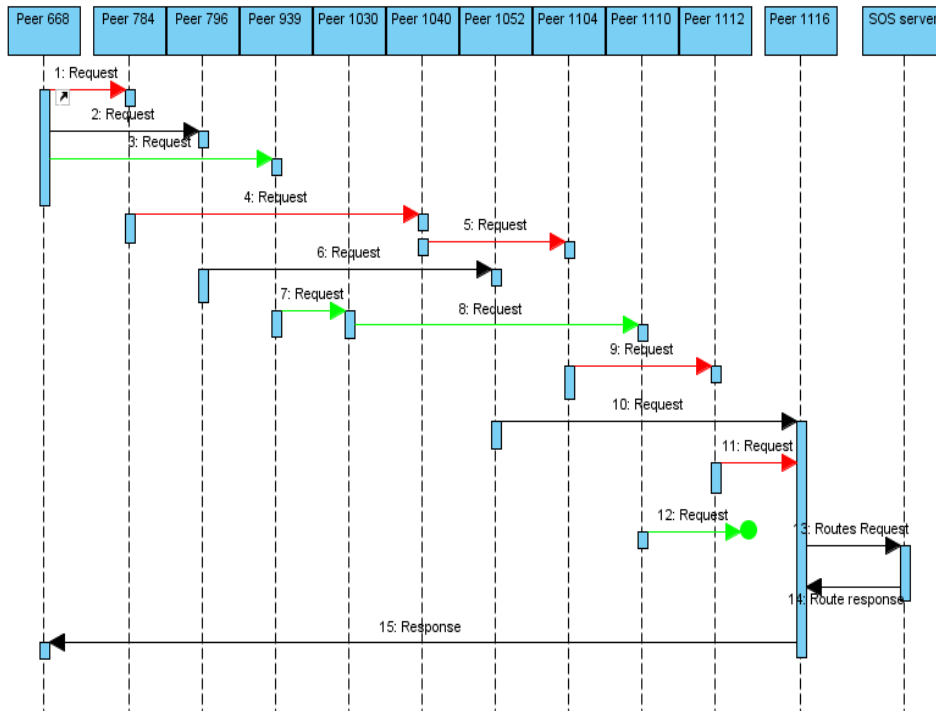 Peer 668 Peer 784 Peer 796 Peer 939 Peer 1030 Peer 1040 Peer 1052 Peer 1104 Peer 1110 Peer 1112 Peer 1116 SOS server
1: Request
2: Request
3: Request
4: Request
5: Request
6: Request
7: Request
8: Request
9: Request
10: Request
11: Request
12: Request
13: Routes Request
14: Route response
15: Response